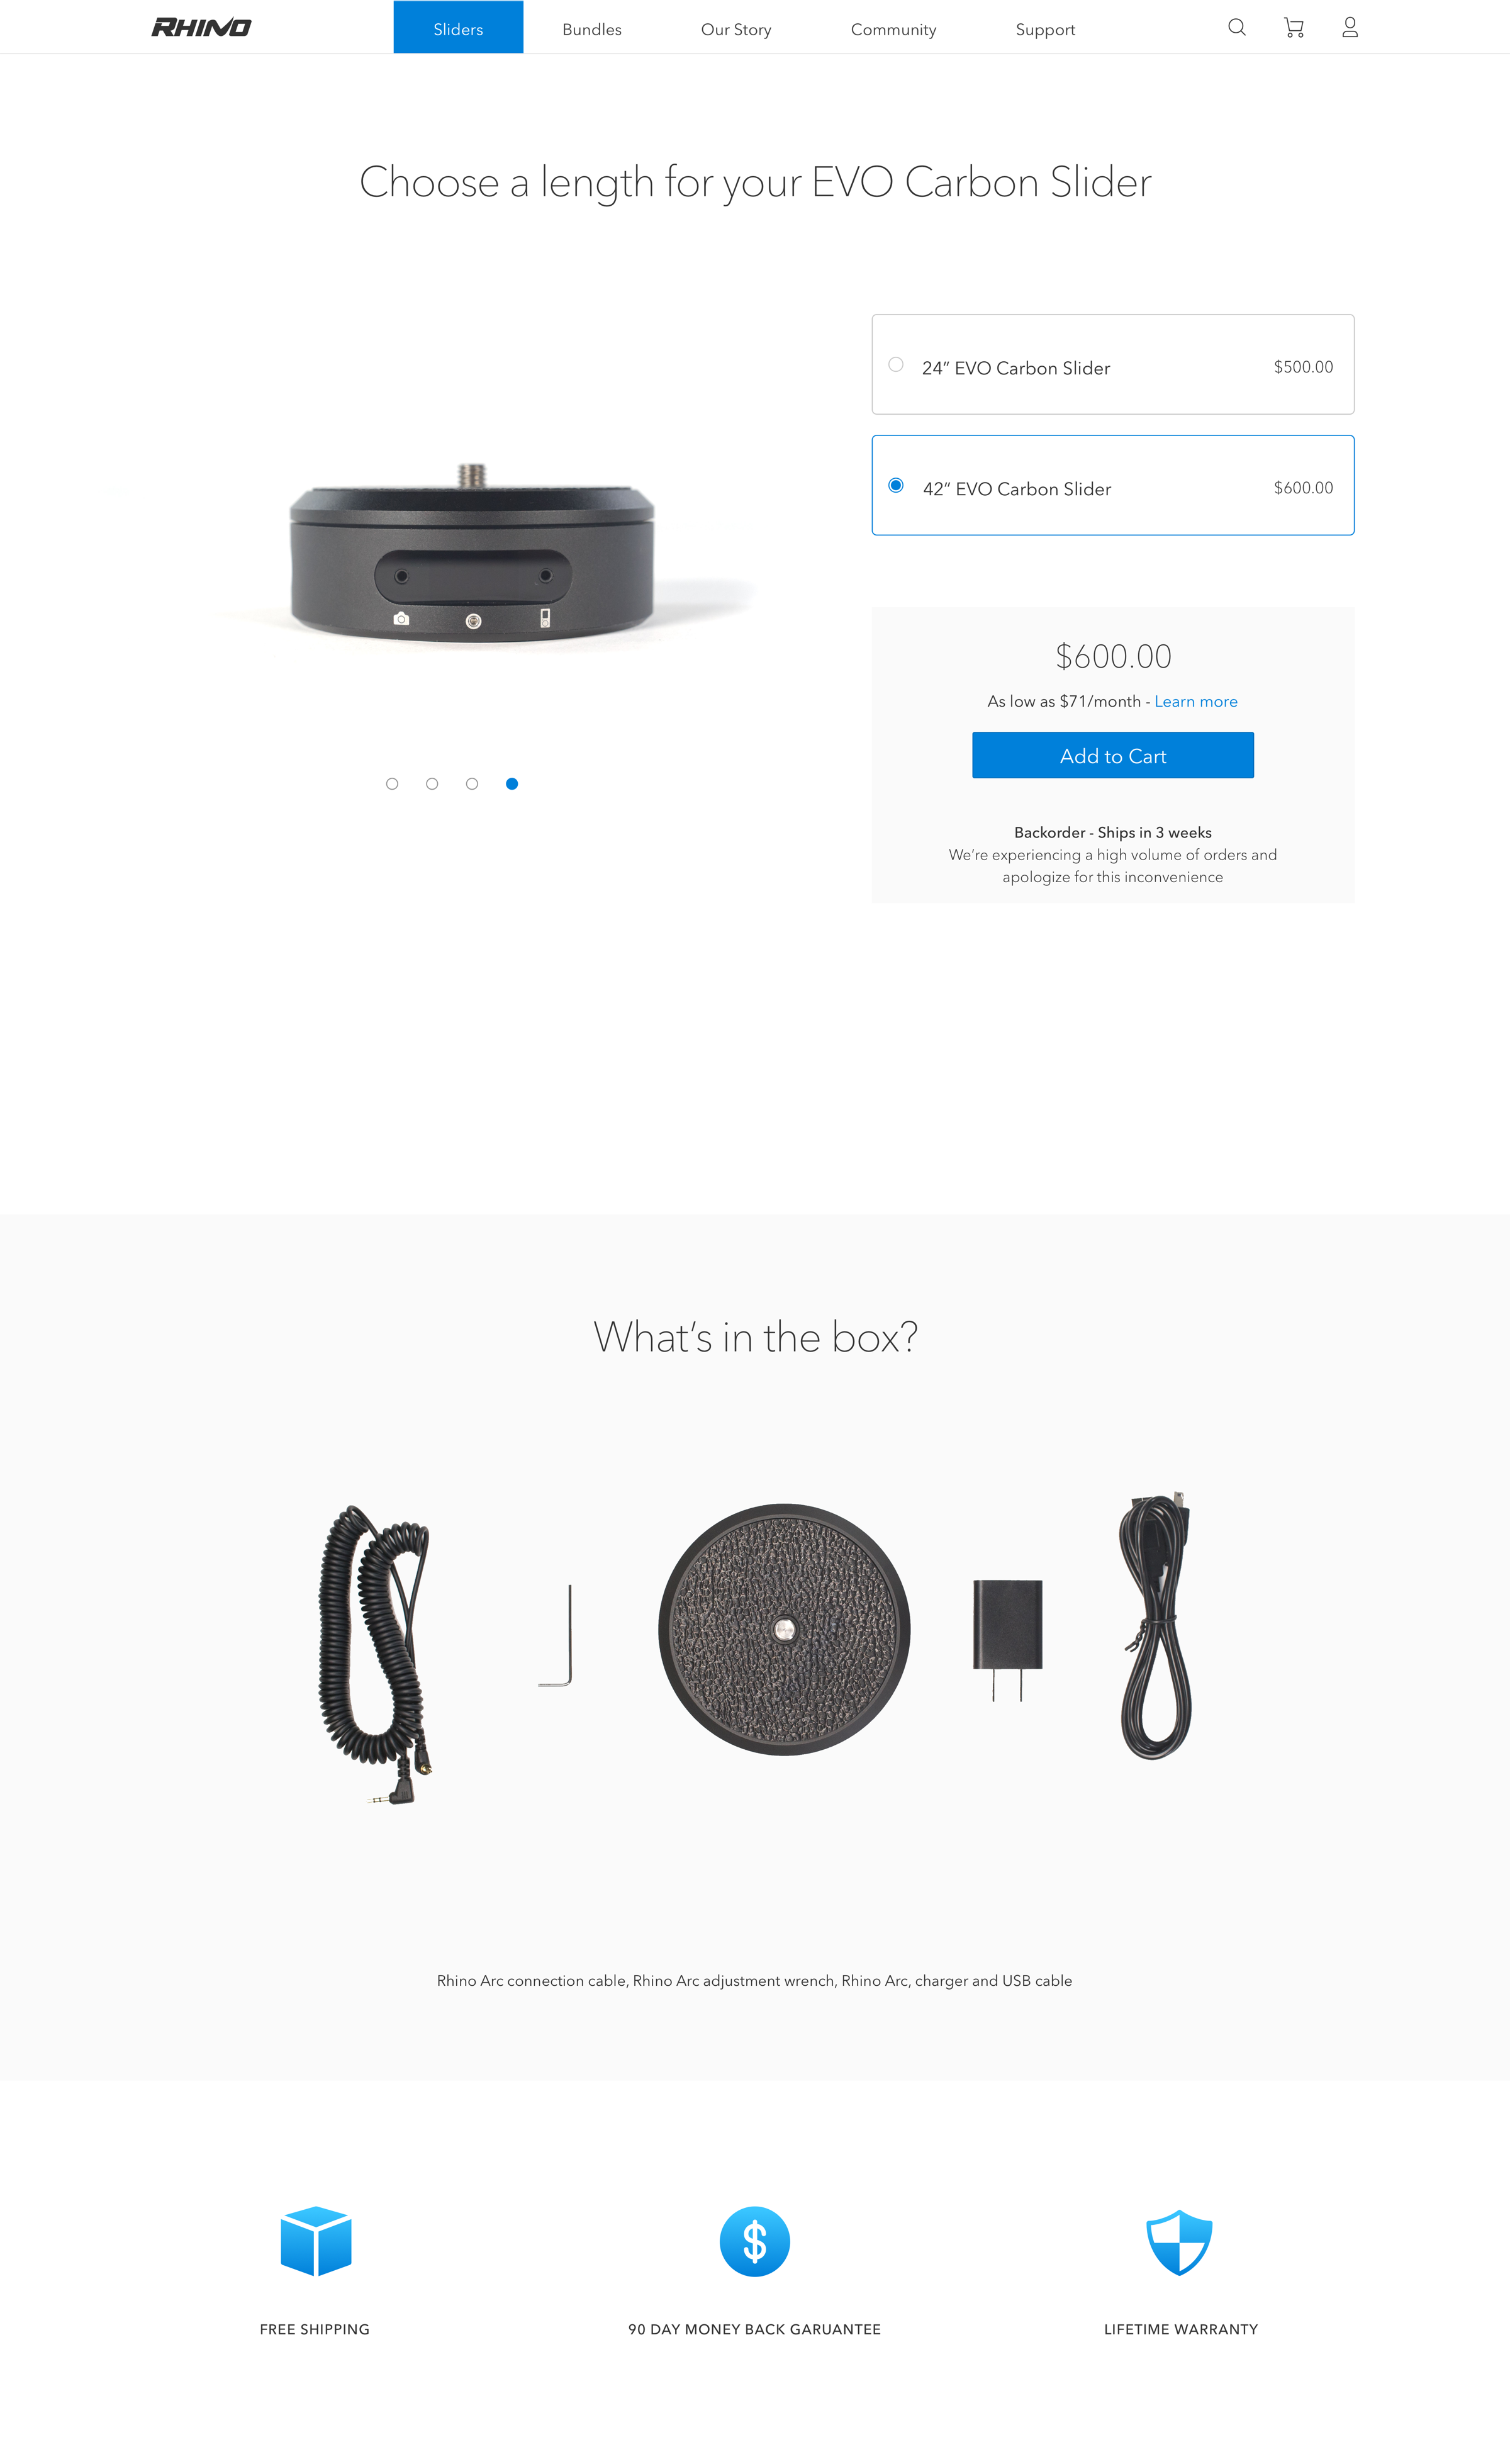 RHINO
Sliders
Bundles
Our Story
Community
Support
Choose a length for your EVO Carbon Slider
24” EVO Carbon Slider
$500.00
42” EVO Carbon Slider
$600.00
$600.00
As low as $71/month - Learn more
Add to Cart
Backorder - Ships in 3 weeks
We’re experiencing a high volume of orders and
apologize for this inconvenience
What’s in the box?
Rhino Arc connection cable, Rhino Arc adjustment wrench, Rhino Arc, charger and USB cable
FREE SHIPPING
90 DAY MONEY BACK GARUANTEE
LIFETIME WARRANTY